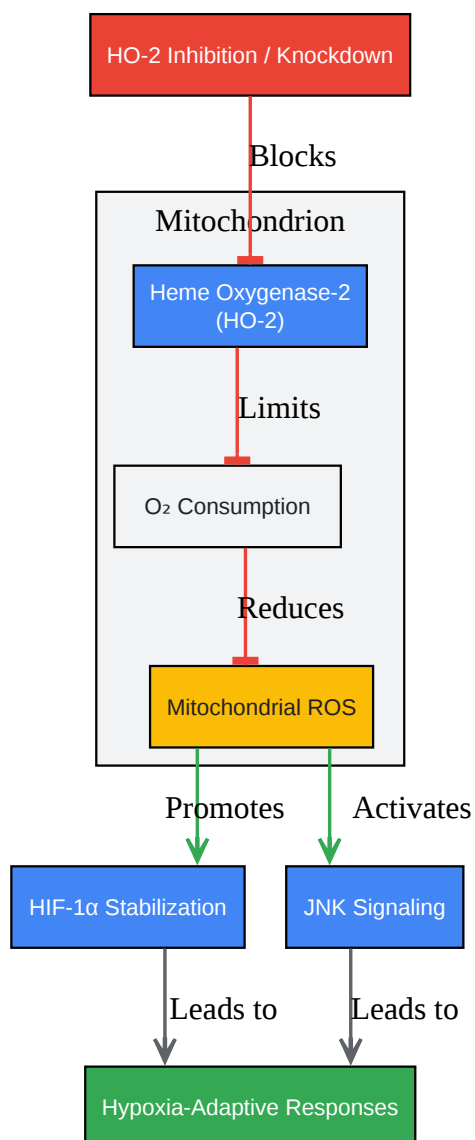 HO-2 Inhibition / Knockdown
Blocks
Mitochondrion
Heme Oxygenase-2
(HO-2)
Limits
O₂ Consumption
Reduces
Mitochondrial ROS
Promotes
Activates
HIF-1α Stabilization
JNK Signaling
Leads to
Leads to
Hypoxia-Adaptive Responses